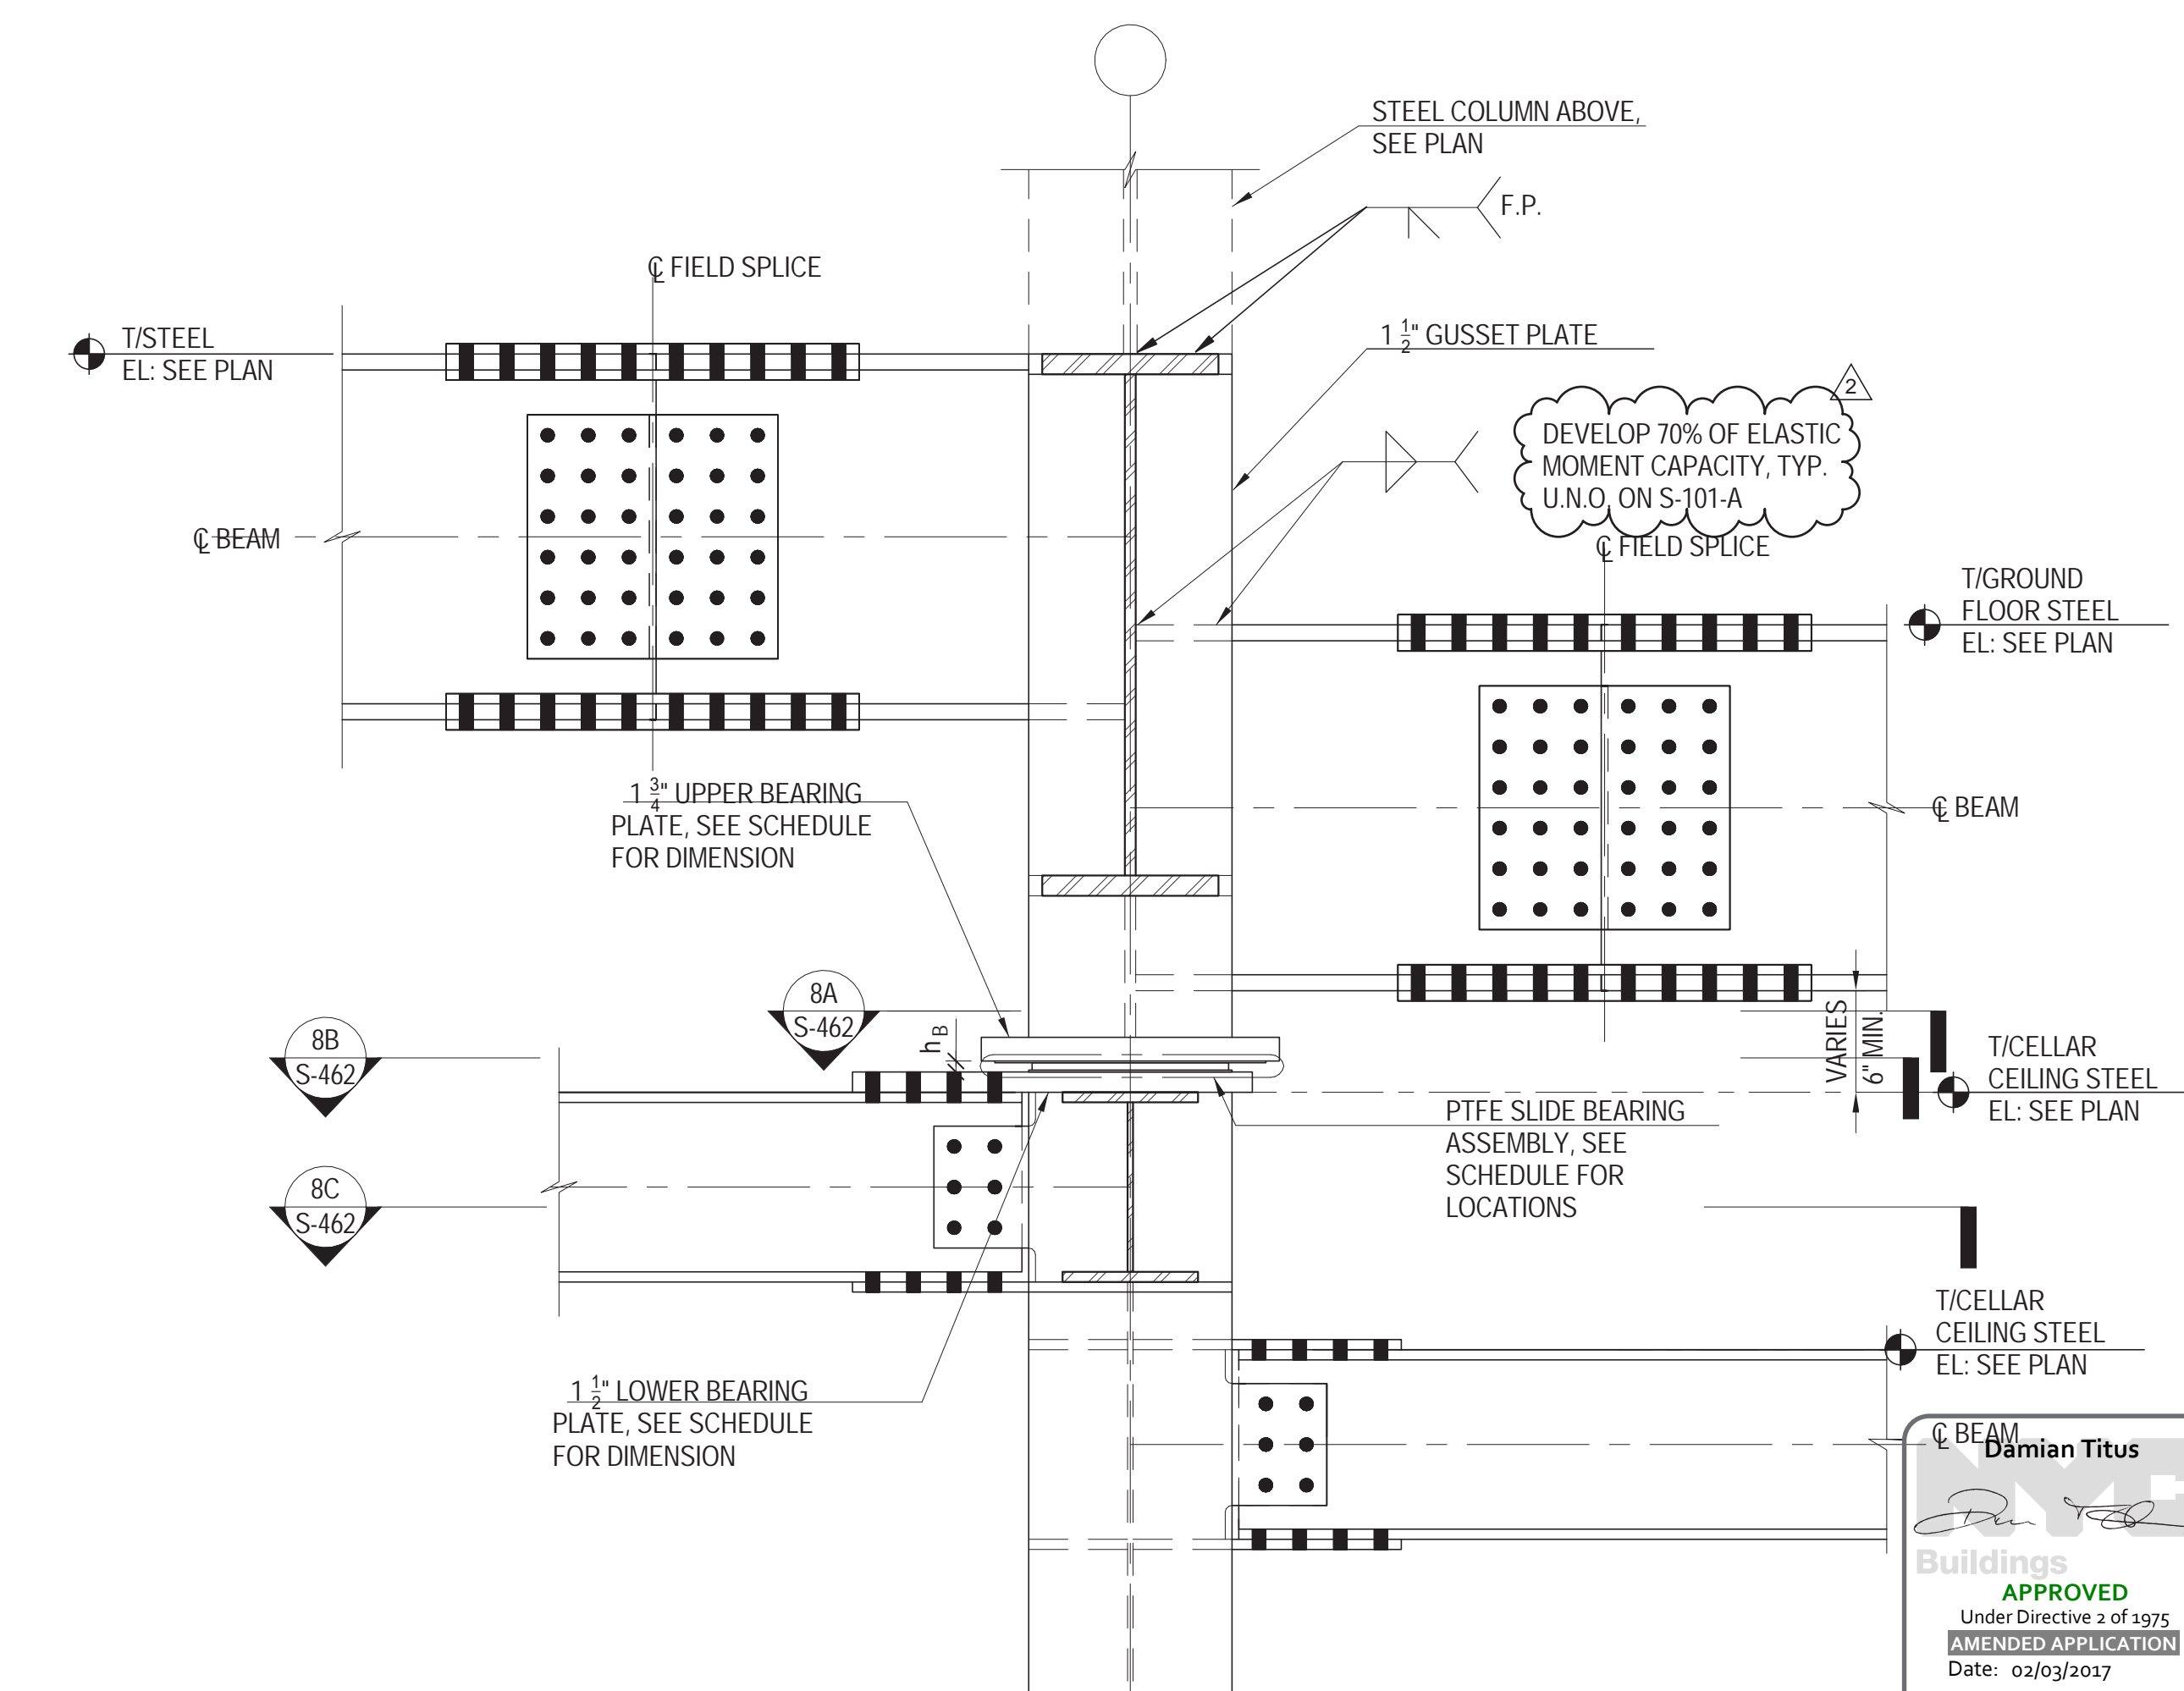 STEEL COLUMN ABOVE,
SEE PLAN
F.P.
℄ FIELD SPLICE
T/STEEL
EL: SEE PLAN
1 1/2" GUSSET PLATE
2
DEVELOP 70% OF ELASTIC
MOMENT CAPACITY, TYP.
U.N.O. ON S-101-A
℄ BEAM
℄ FIELD SPLICE
T/GROUND
FLOOR STEEL
EL: SEE PLAN
1 3/4" UPPER BEARING
PLATE, SEE SCHEDULE
FOR DIMENSION
℄ BEAM
8A
S-462
8B
S-462
hB
VARIES
6" MIN.
T/CELLAR
CEILING STEEL
EL: SEE PLAN
PTFE SLIDE BEARING
ASSEMBLY, SEE
SCHEDULE FOR
LOCATIONS
8C
S-462
T/CELLAR
CEILING STEEL
EL: SEE PLAN
1 1/2" LOWER BEARING
PLATE, SEE SCHEDULE
FOR DIMENSION
℄ BEAM
Damian Titus
NYC
Buildings
APPROVED
Under Directive 2 of 1975
AMENDED APPLICATION
Date: 02/03/2017